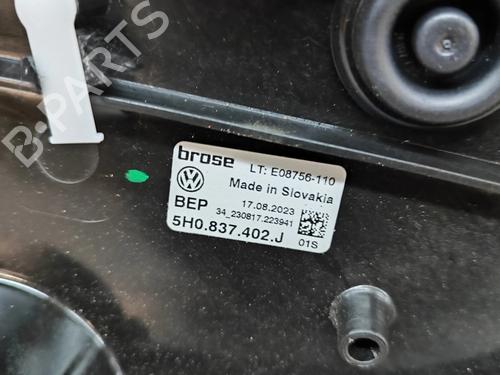 B-PARTS
brose
LT: E08756-110
Made in Slovakia
BEP
17.08.2023
34_230817.223941
5H0.837.402.J
01S